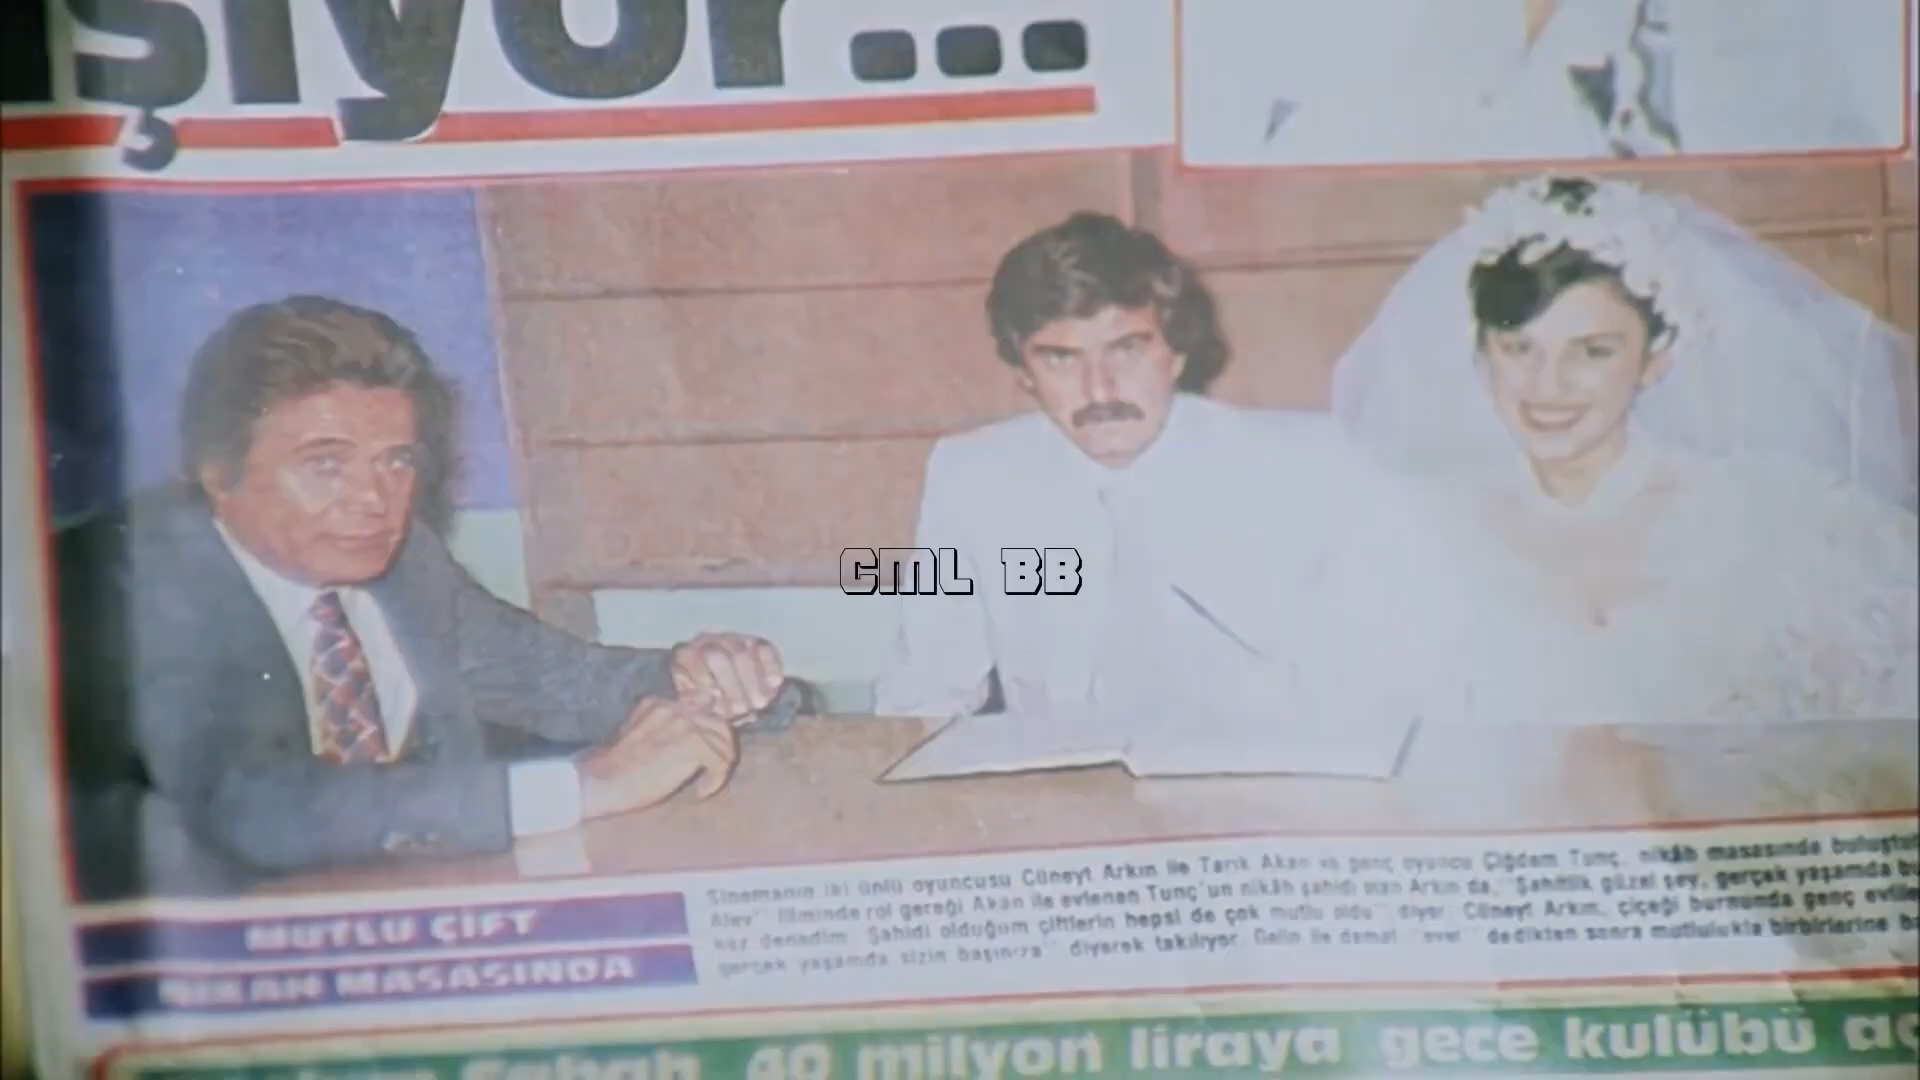 şıyor...
CML BB
MUTLU ÇİFT
NİKAH MASASINDA
Sinemanın iki ünlü oyuncusu Cüneyt Arkın ile Tarık Akan ve genç oyuncu Çiğdem Tunç, nikâh masasında buluştu
Alev'' filminde rol gereği Akan ile evlenen Tunç'un nikâh şahidi olan Arkın da, ''Şahitlik güzel şey, gerçek yaşamda bu
kez denedim. Şahidi olduğum çiftlerin hepsi de çok mutlu oldu'' diyor. Cüneyt Arkın, çiçeği burnunda genç evlile
gerçek yaşamda sizin başınıza'' diyerek takılıyor. Gelin ile damat ''evet'' dedikten sonra mutlulukla birbirlerine ba
Sabah 40 milyon liraya gece kulübü aç